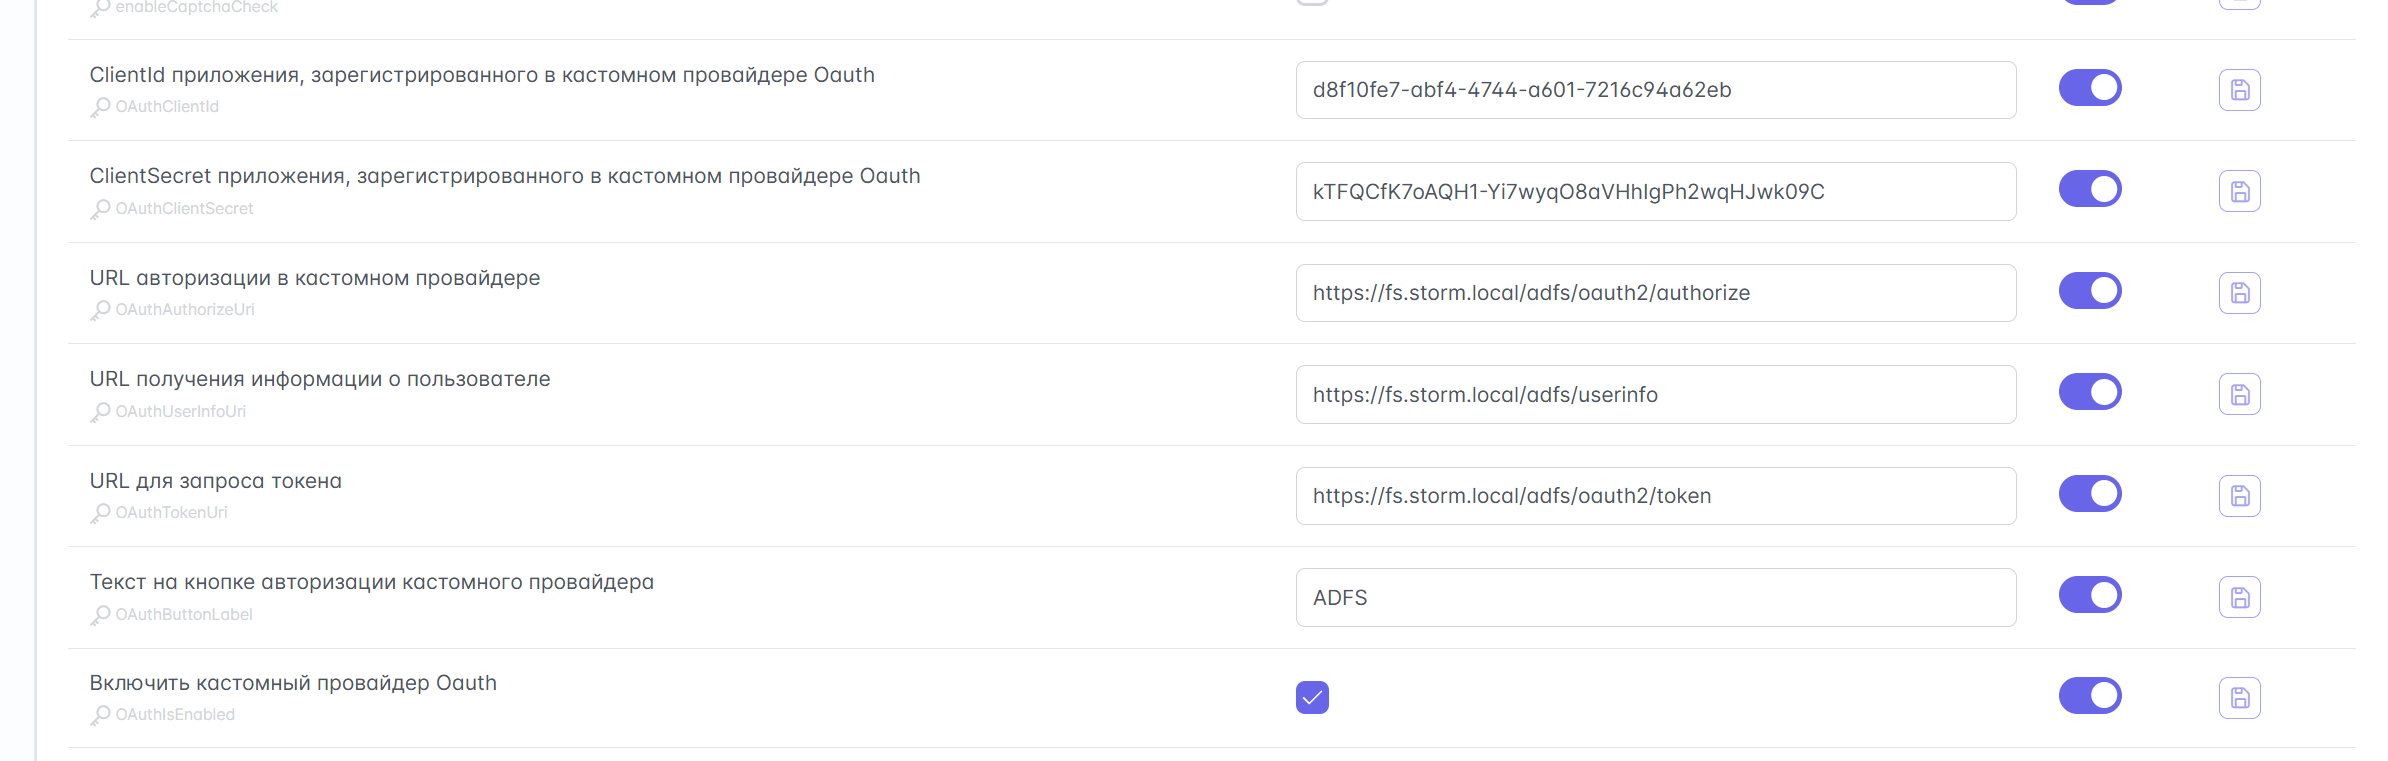 enableCaptchaCheck
ClientId приложения, зарегистрированного в кастомном провайдере Oauth
d8f10fe7-abf4-4744-a601-7216c94a62eb
OAuthClientId
ClientSecret приложения, зарегистрированного в кастомном провайдере Oauth
kTFQCfK7oAQH1-Yi7wyqO8aVHhIgPh2wqHJwk09C
OAuthClientSecret
URL авторизации в кастомном провайдере
https://fs.storm.local/adfs/oauth2/authorize
OAuthAuthorizeUri
URL получения информации о пользователе
https://fs.storm.local/adfs/userinfo
OAuthUserInfoUri
URL для запроса токена
https://fs.storm.local/adfs/oauth2/token
OAuthTokenUri
Текст на кнопке авторизации кастомного провайдера
ADFS
OAuthButtonLabel
Включить кастомный провайдер Oauth
OAuthIsEnabled